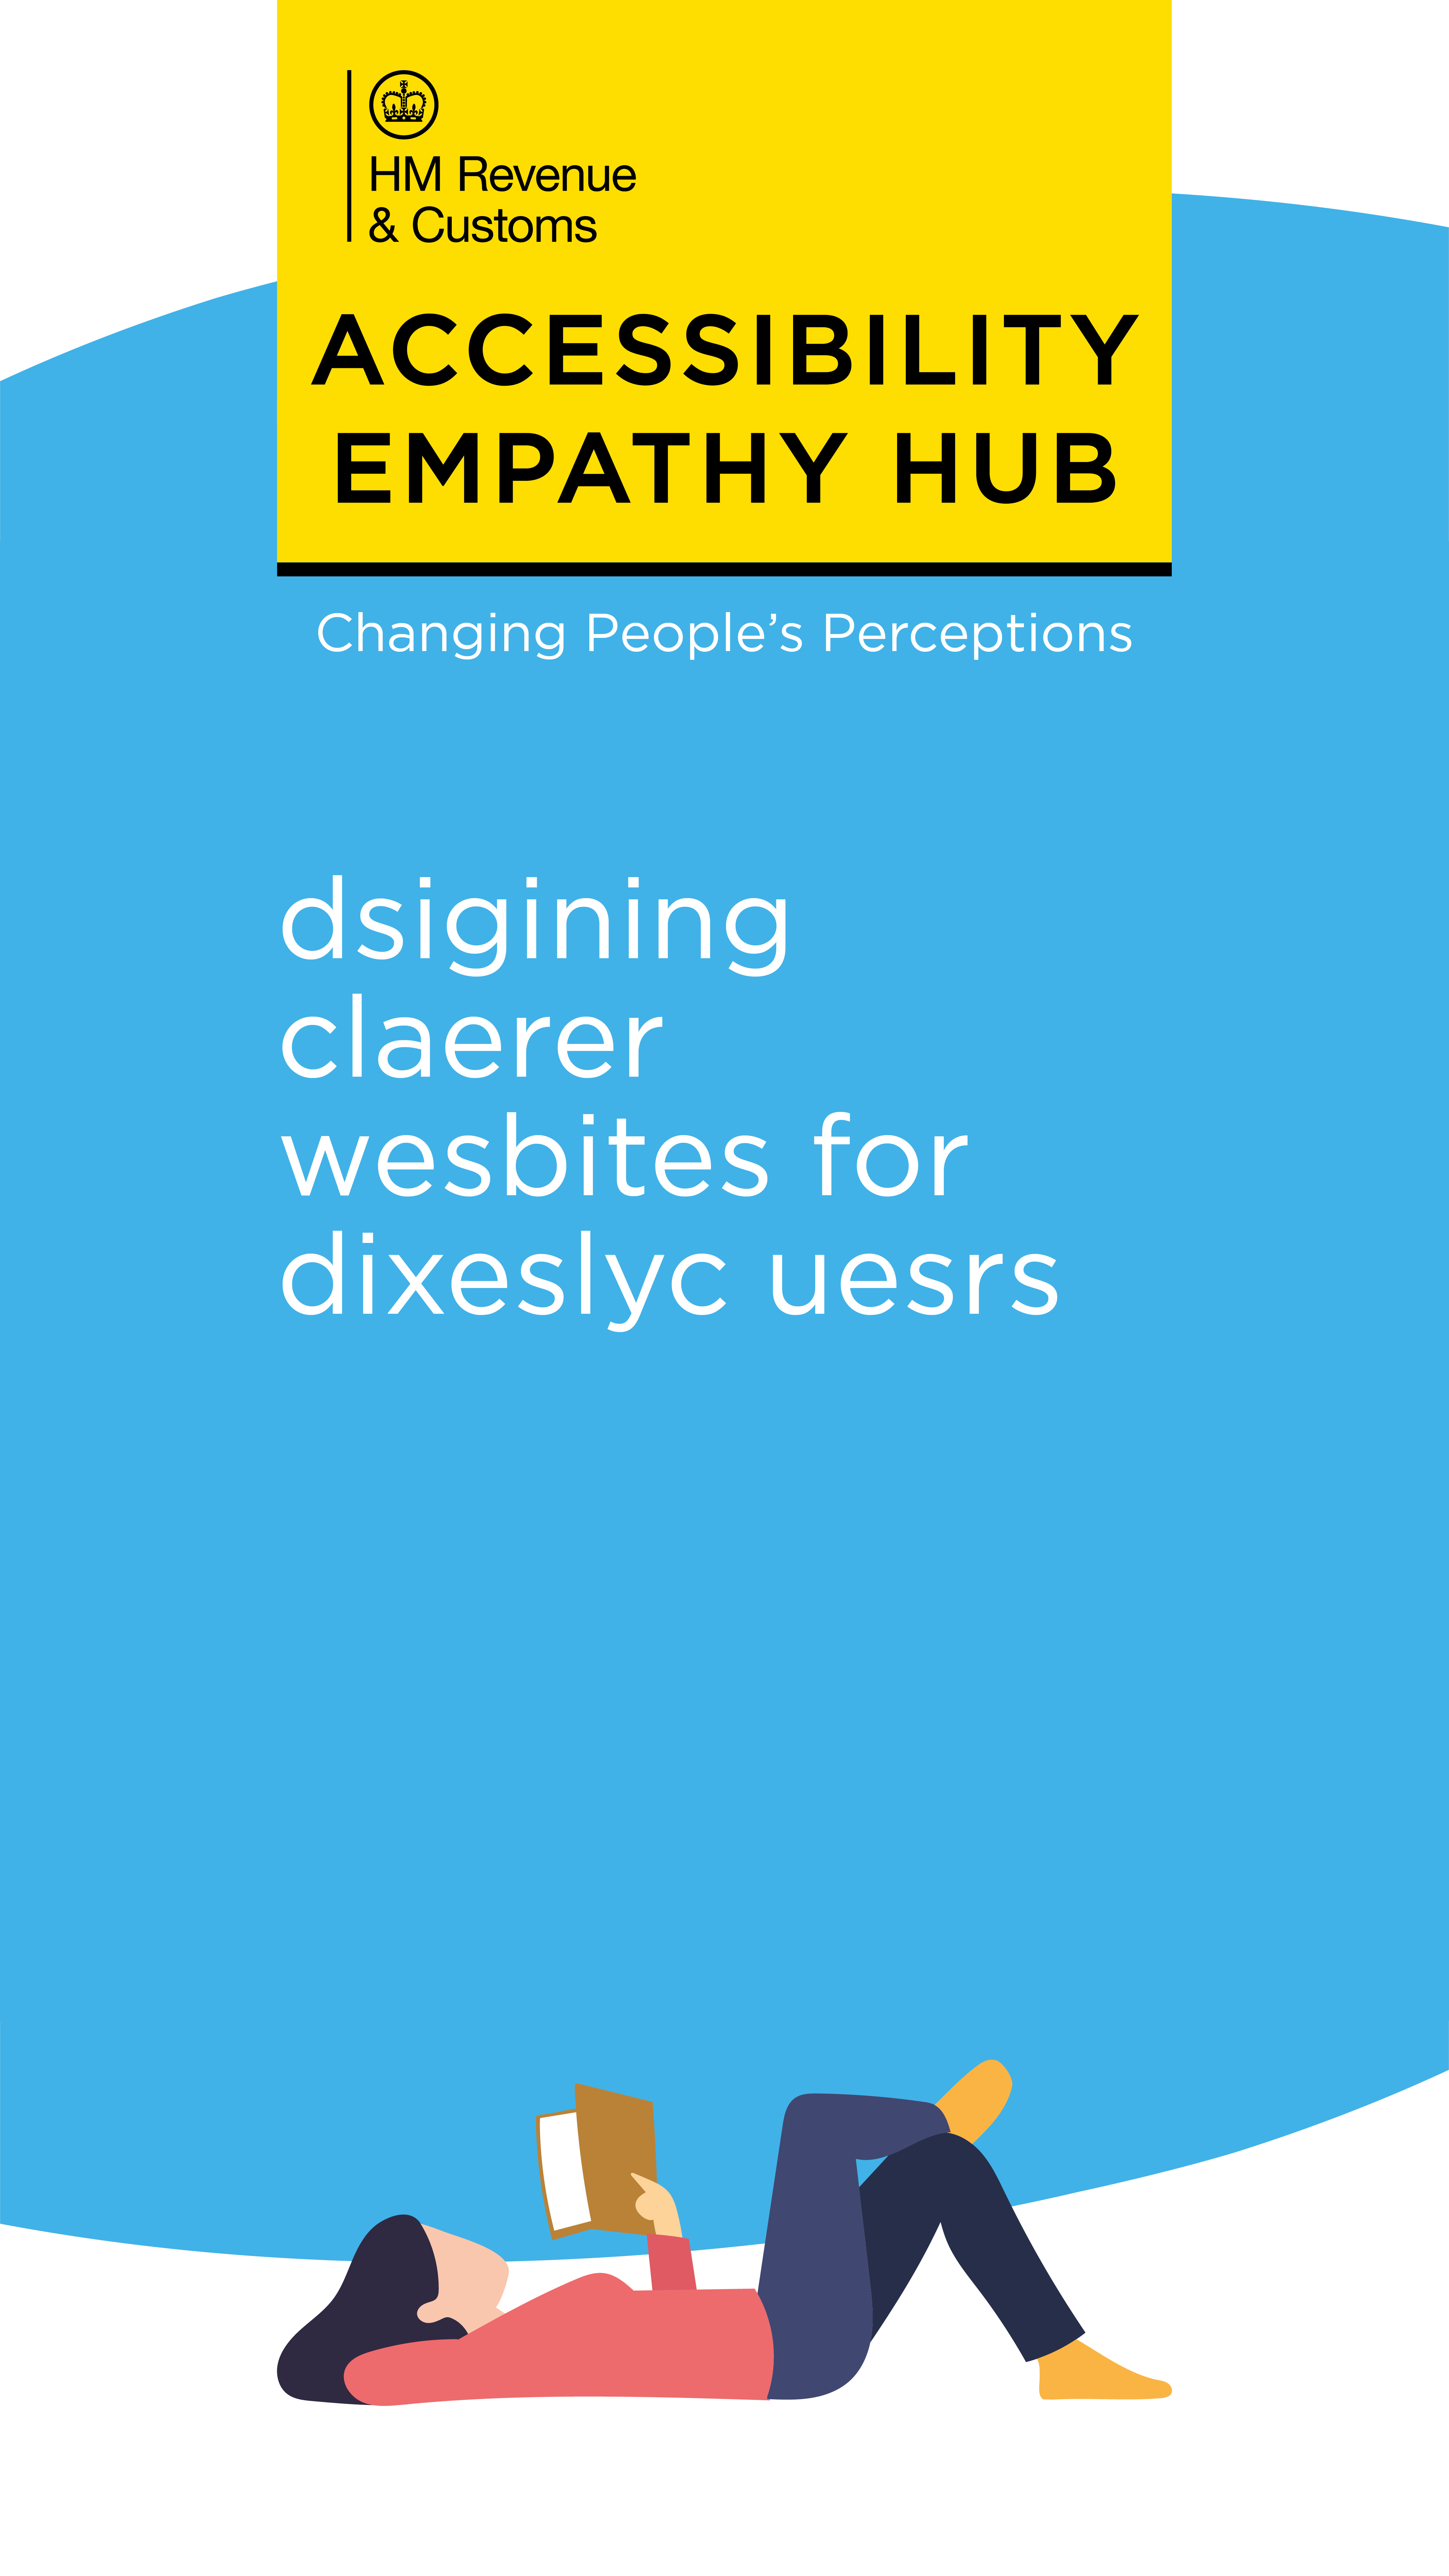 HM Revenue
& Customs
ACCESSIBILITY
EMPATHY HUB
Changing People’s Perceptions
dsigining
claerer
wesbites for
dixeslyc uesrs